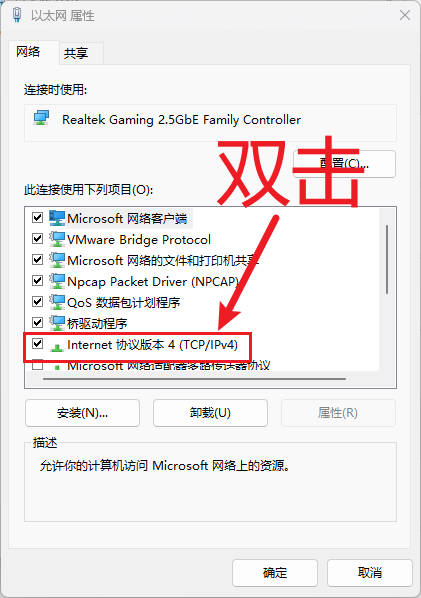 以太网 属性
网络
共享
连接时使用:
Realtek Gaming 2.5GbE Family Controller
双击
配置(C)...
此连接使用下列项目(O):
Microsoft 网络客户端
VMware Bridge Protocol
Microsoft 网络的文件和打印机共享
Npcap Packet Driver (NPCAP)
QoS 数据包计划程序
桥驱动程序
Internet 协议版本 4 (TCP/IPv4)
Microsoft 网络适配器多路传送器协议
安装(N)...
卸载(U)
属性(R)
描述
允许你的计算机访问 Microsoft 网络上的资源。
确定
取消